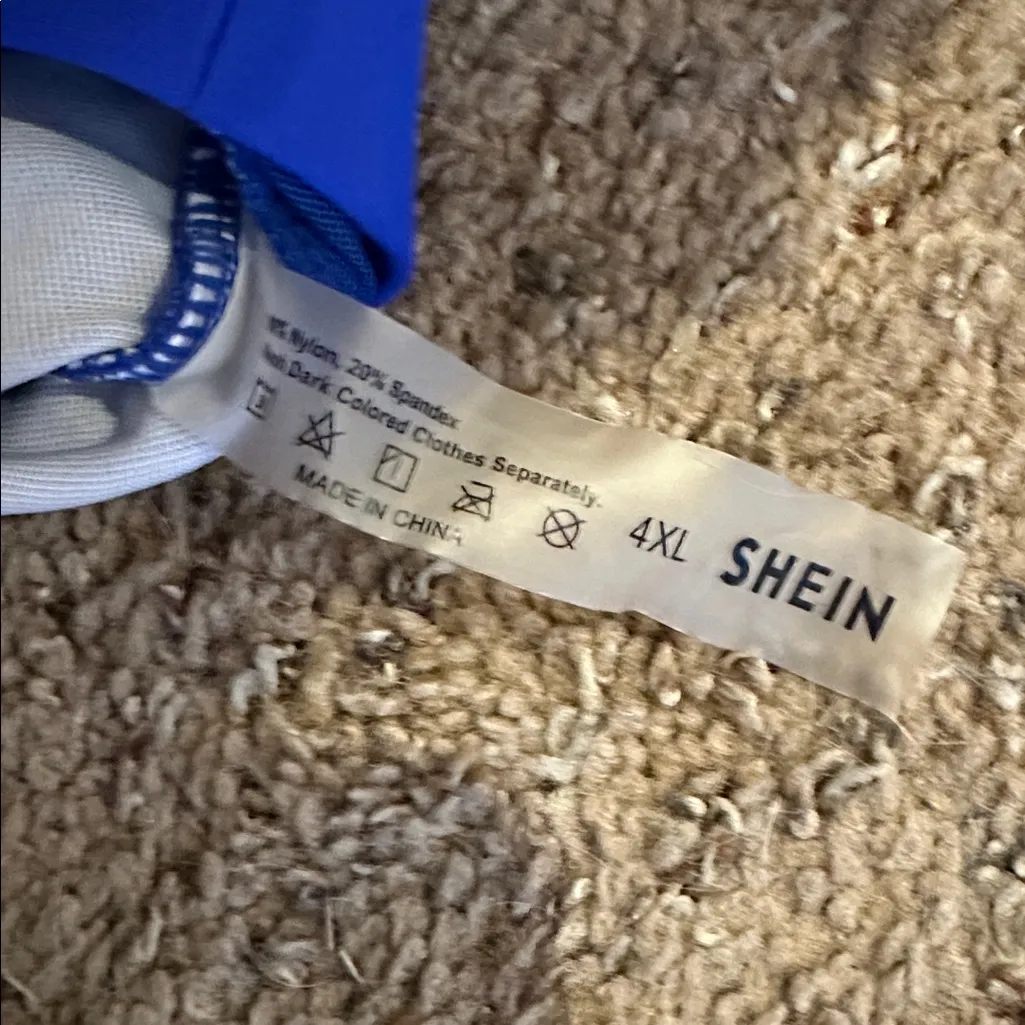 Nylon, 20% Spandex
Dark Colored Clothes Separately.
MADE IN CHINA
4XL
SHEIN